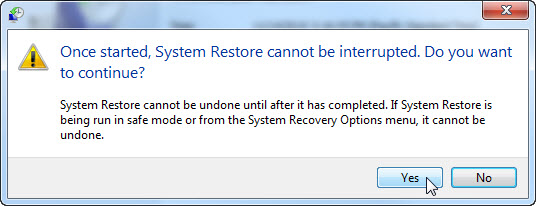 Once started, System Restore cannot be interrupted. Do you want
to continue?
System Restore cannot be undone until after it has completed. If System Restore is
being run in safe mode or from the System Recovery Options menu, it cannot be
undone.
Yes
No